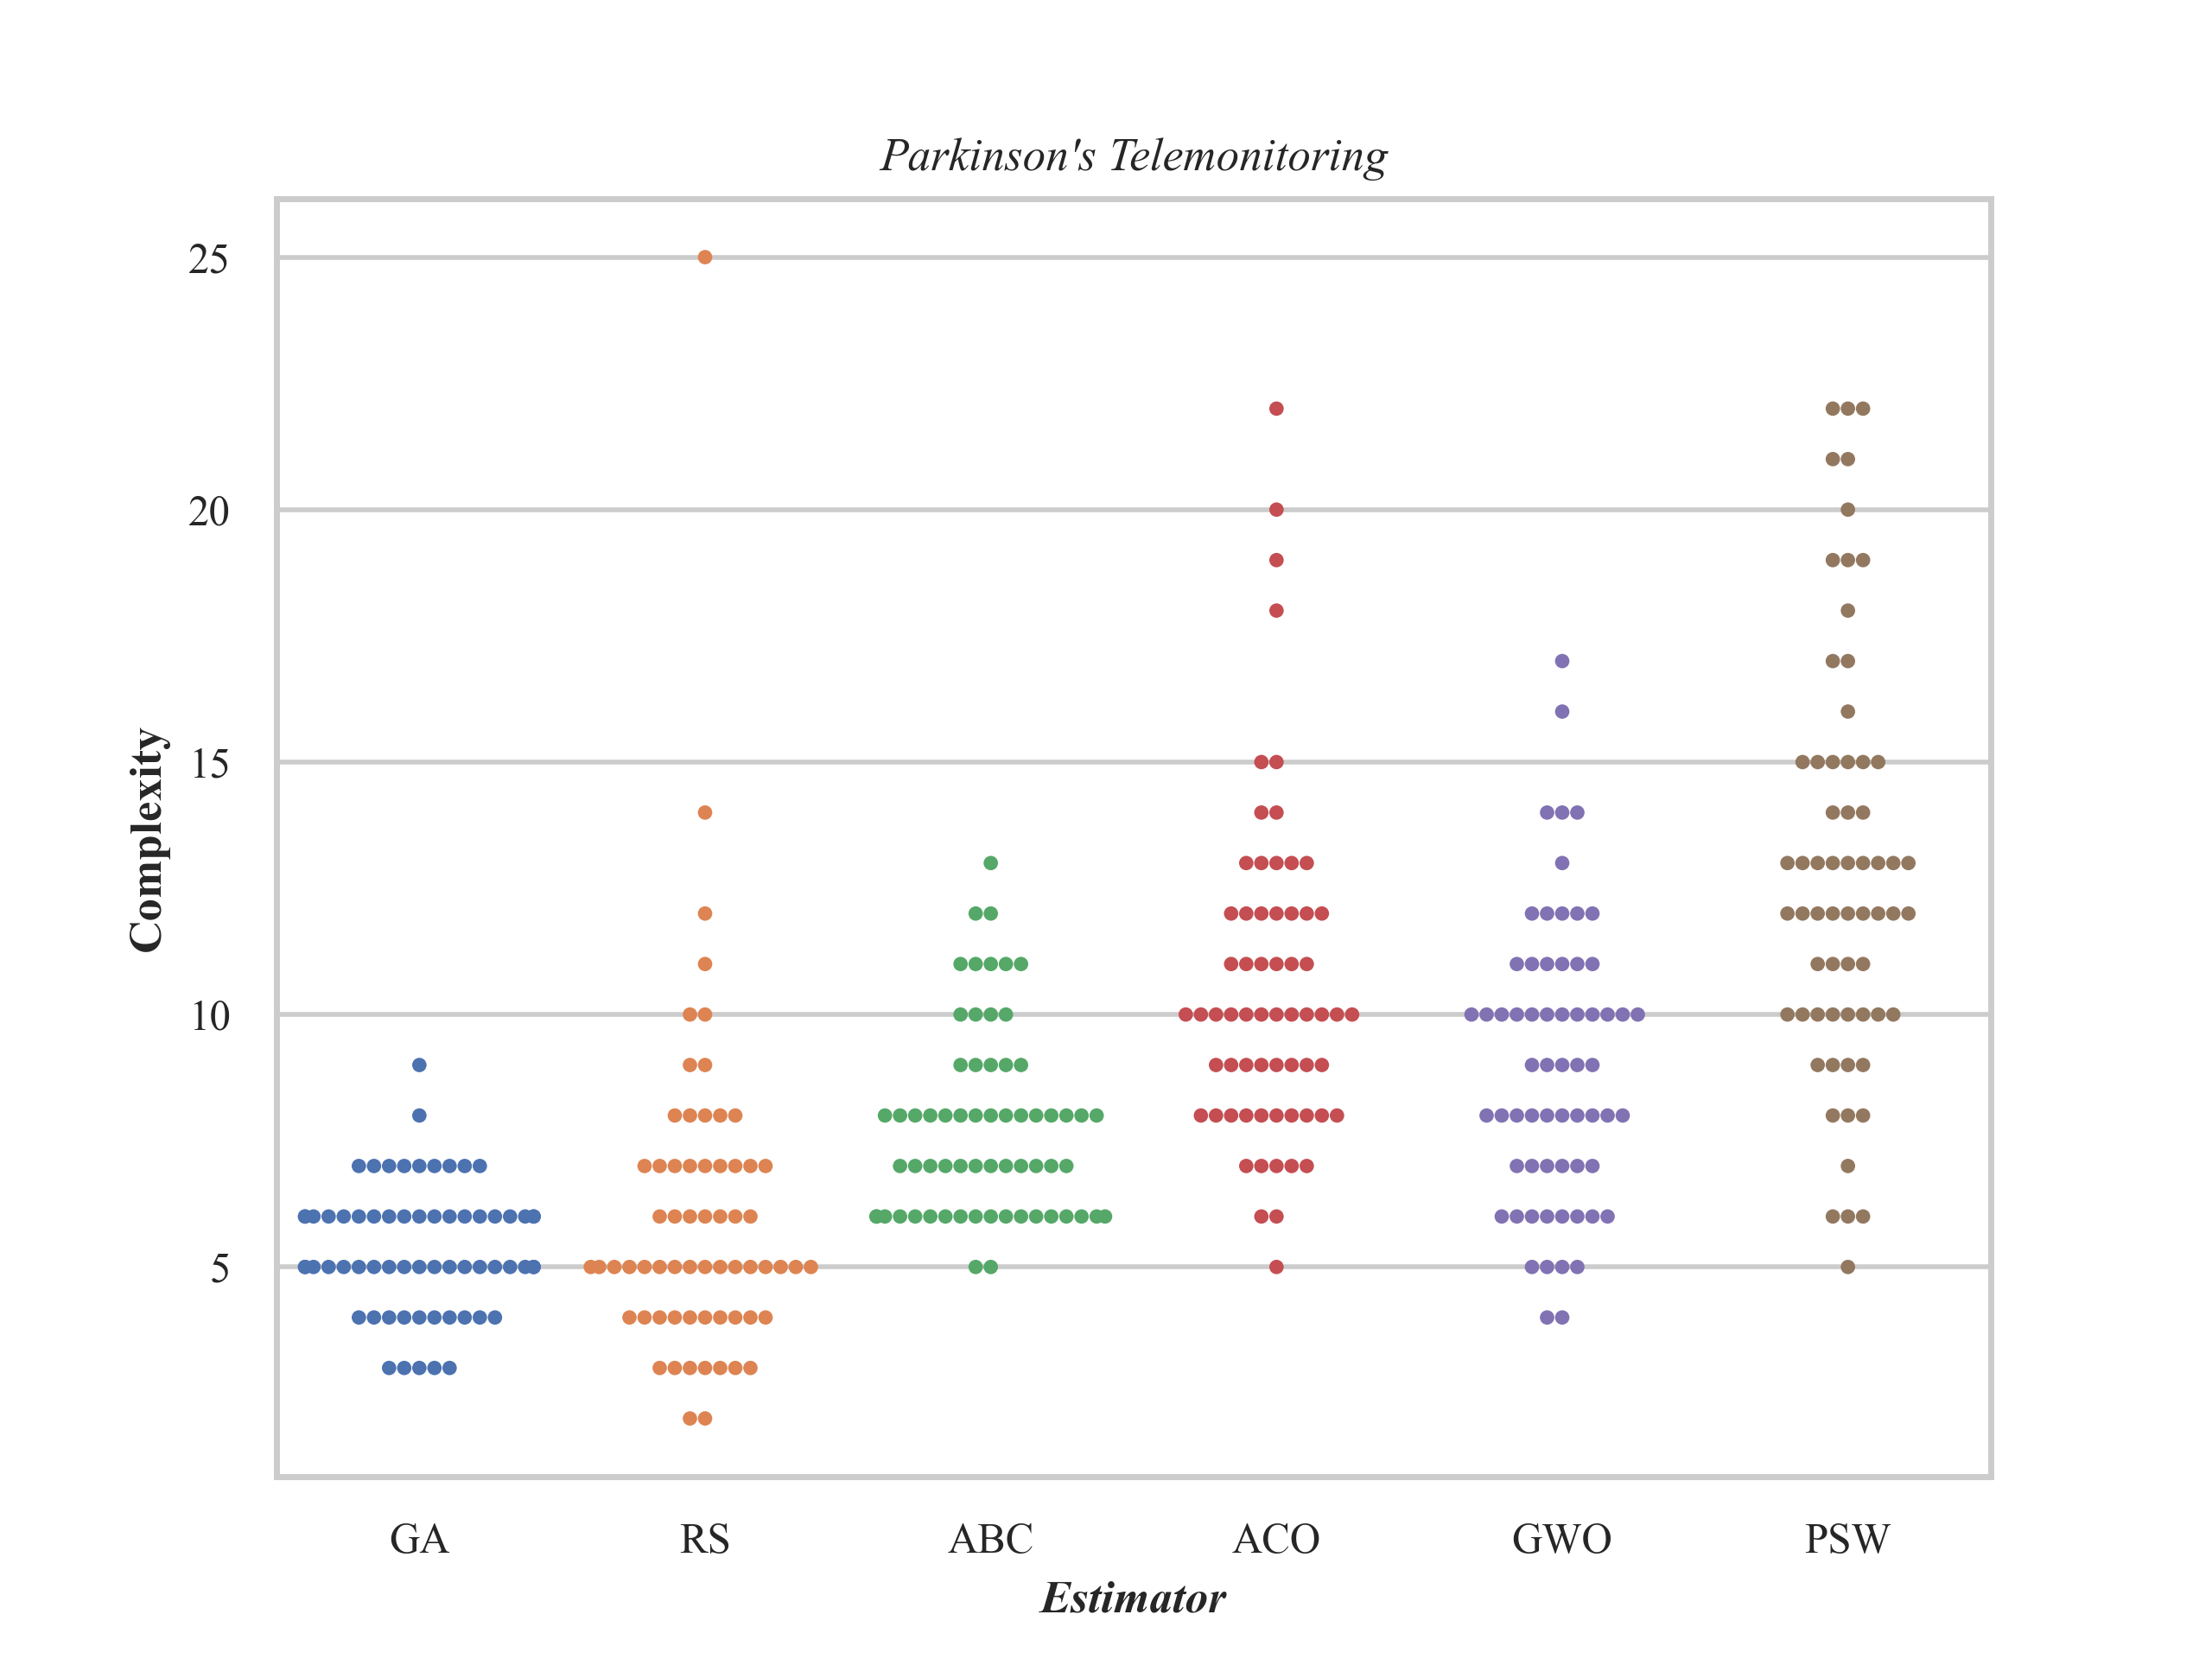 Parkinson's Telemonitoring
25
20
15
10
5
Complexity
GA RS ABC ACO GWO PSW
Estimator